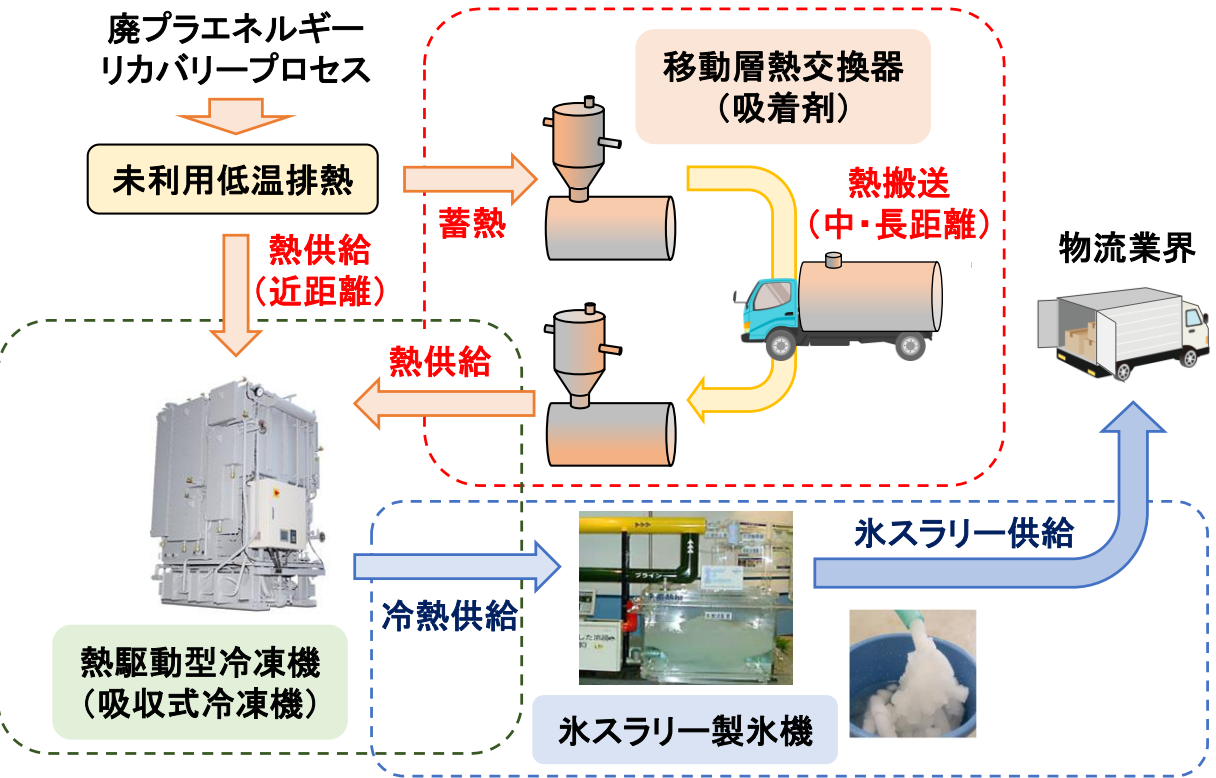 廃プラエネルギー
リカバリープロセス
未利用低温排熱
移動層熱交換器
（吸着剤）
蓄熱
熱搬送
（中・長距離）
物流業界
熱供給
（近距離）
熱供給
冷熱供給
氷スラリー供給
ブライン
熱駆動型冷凍機
（吸収式冷凍機）
氷スラリー製氷機